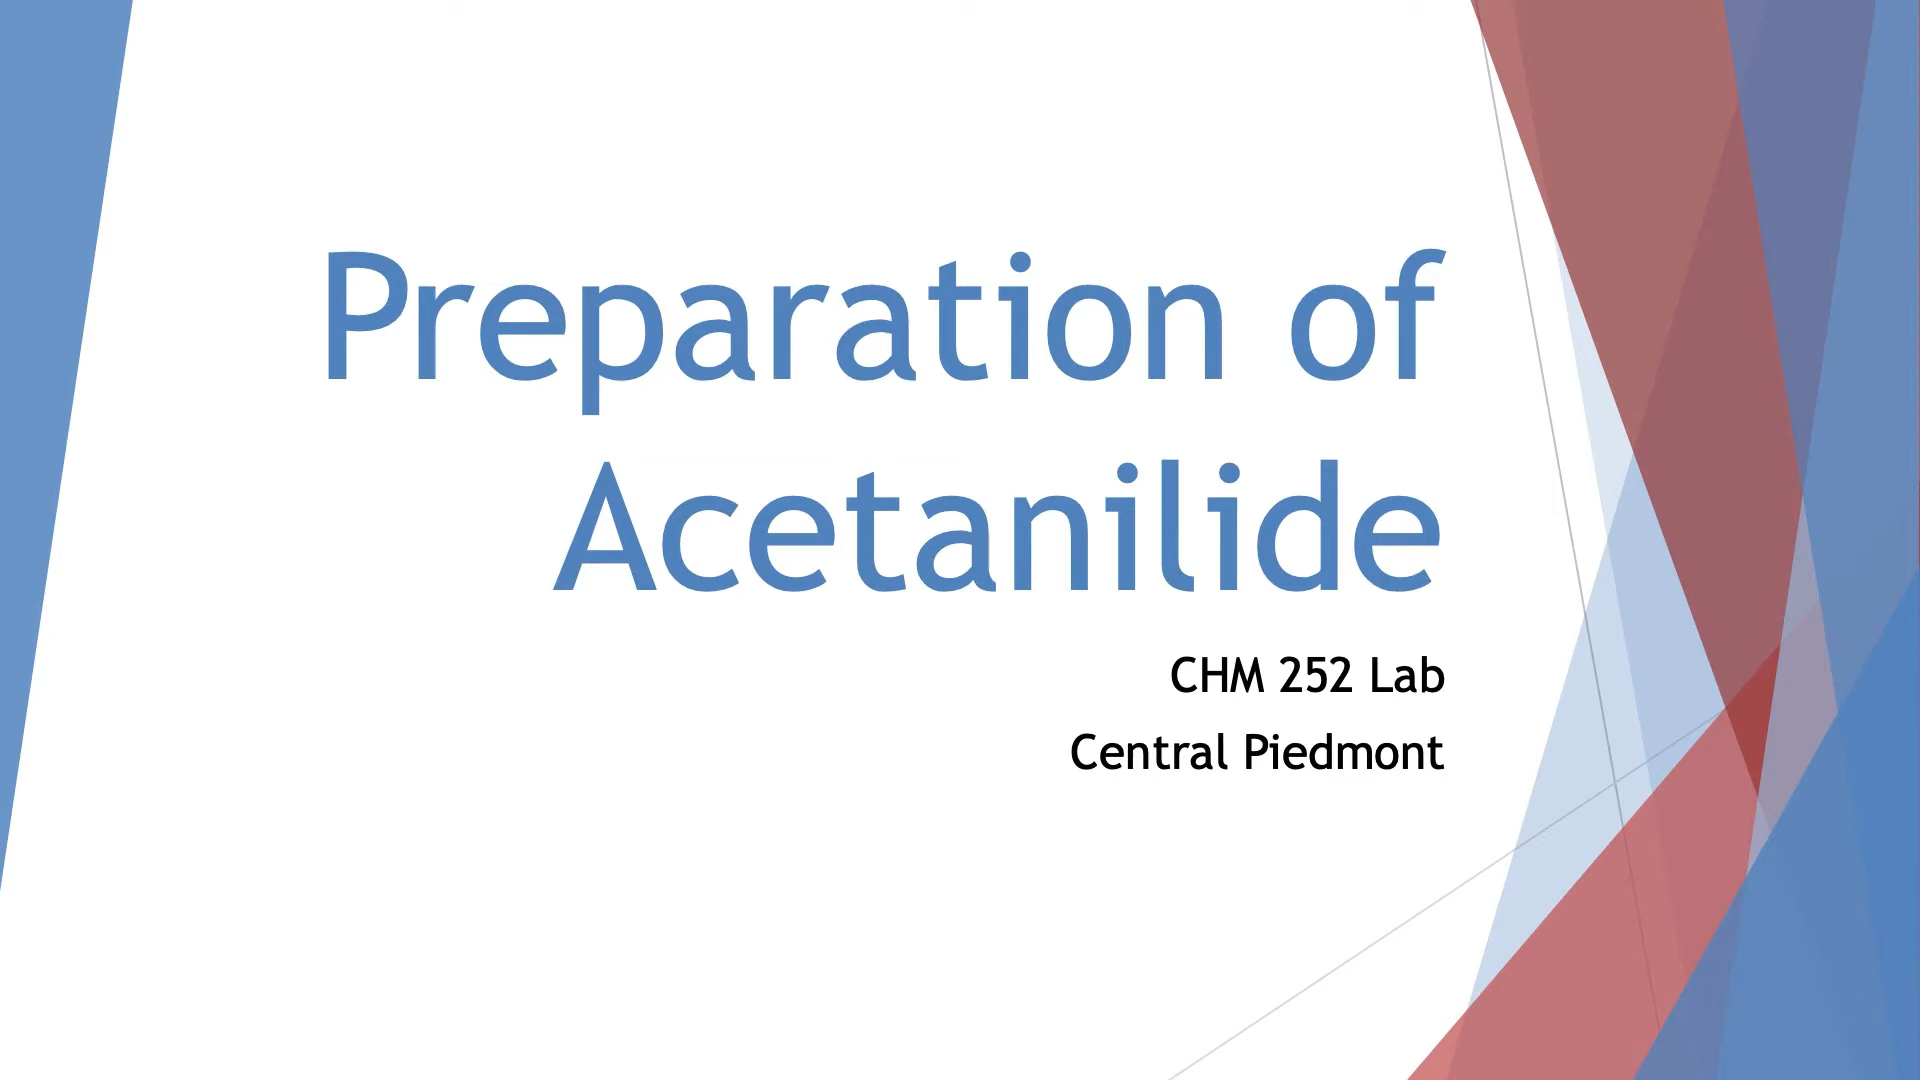 Preparation of
Acetanilide
CHM 252 Lab
Central Piedmont